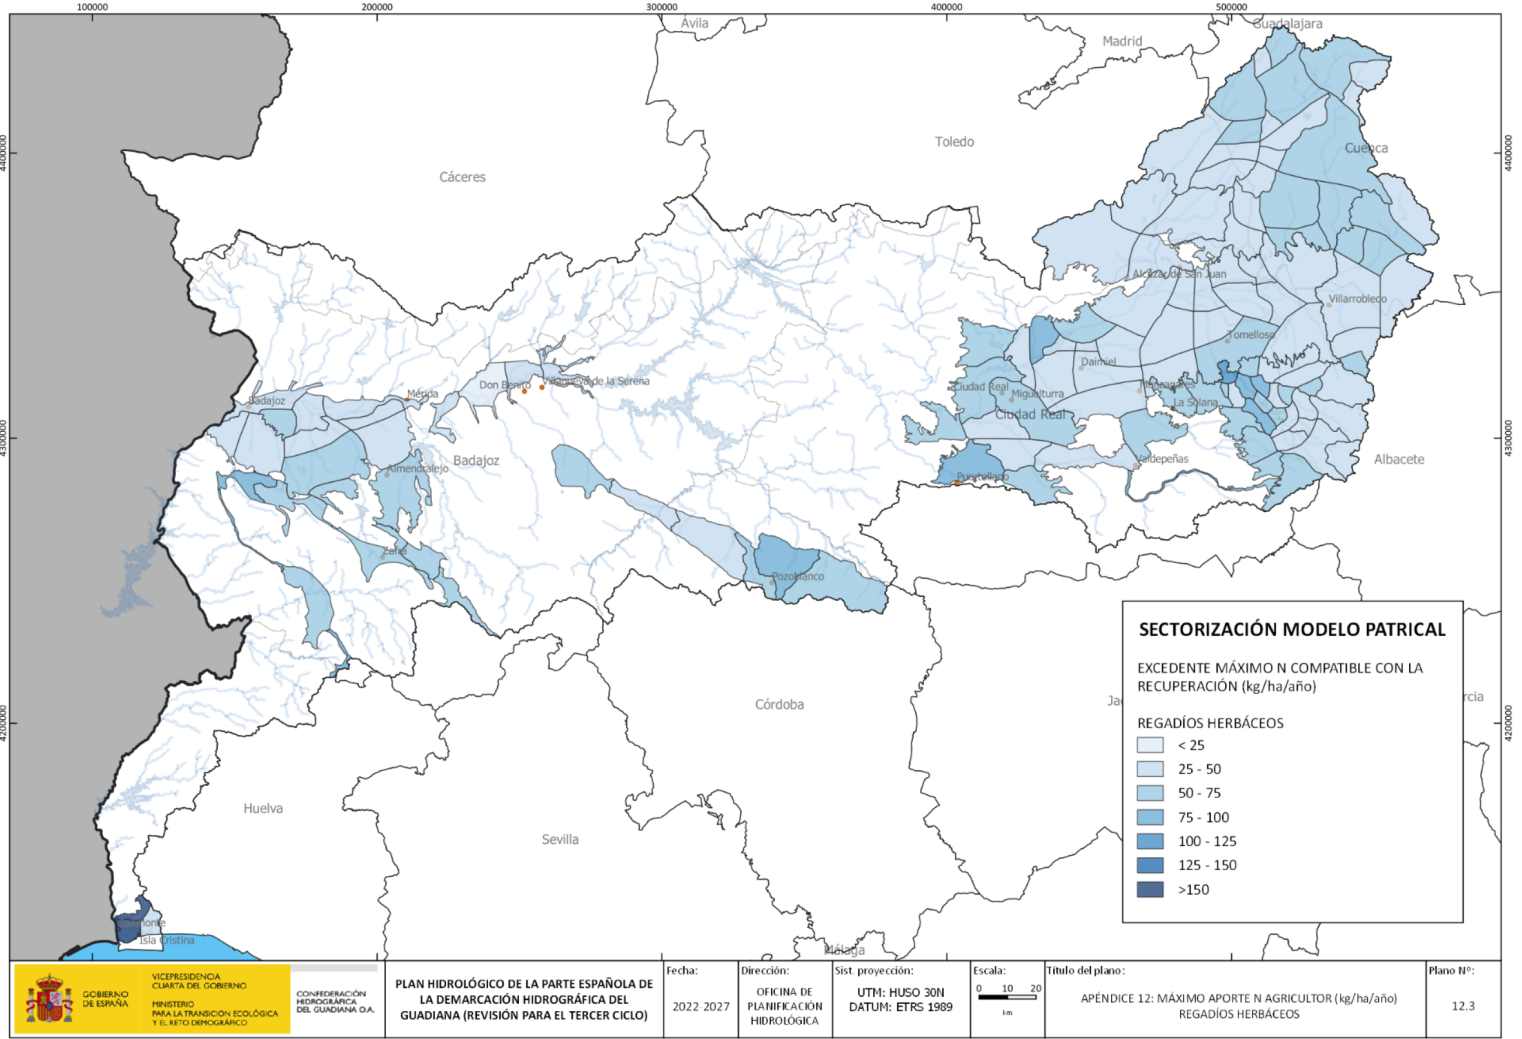 100000
200000
300000
400000
500000
Ávila
Guadalajara
Madrid
4400000
4400000
Toledo
Cuenca
Cáceres
Alcázar de San Juan
Villarrobledo
Tomelloso
Daimiel
Don Benito
Villanueva de la Serena
Mérida
Badajoz
Ciudad Real
Miguelturra
Manzanares
La Solana
Ciudad Real
4300000
4300000
Badajoz
Almendralejo
Valdepeñas
Albacete
Puertollano
Zafra
Pozoblanco
SECTORIZACIÓN MODELO PATRICAL
EXCEDENTE MÁXIMO N COMPATIBLE CON LA
RECUPERACIÓN (kg/ha/año)
REGADÍOS HERBÁCEOS
< 25
25 - 50
50 - 75
75 - 100
100 - 125
125 - 150
>150
Córdoba
Ja
rcia
4200000
4200000
Huelva
Sevilla
monte
Isla Cristina
Málaga
GOBIERNO
DE ESPAÑA
VICEPRESIDENCIA
CUARTA DEL GOBIERNO
MINISTERIO
PARA LA TRANSICIÓN ECOLÓGICA
Y EL RETO DEMOGRÁFICO
CONFEDERACIÓN
HIDROGRÁFICA
DEL GUADIANA O.A.
PLAN HIDROLÓGICO DE LA PARTE ESPAÑOLA DE
LA DEMARCACIÓN HIDROGRÁFICA DEL
GUADIANA (REVISIÓN PARA EL TERCER CICLO)
Fecha:
2022-2027
Dirección:
OFICINA DE
PLANIFICACIÓN
HIDROLÓGICA
Sist. proyección:
UTM: HUSO 30N
DATUM: ETRS 1989
Escala:
0 10 20
km
Título del plano:
APÉNDICE 12: MÁXIMO APORTE N AGRICULTOR (kg/ha/año)
REGADÍOS HERBÁCEOS
Plano Nº:
12.3